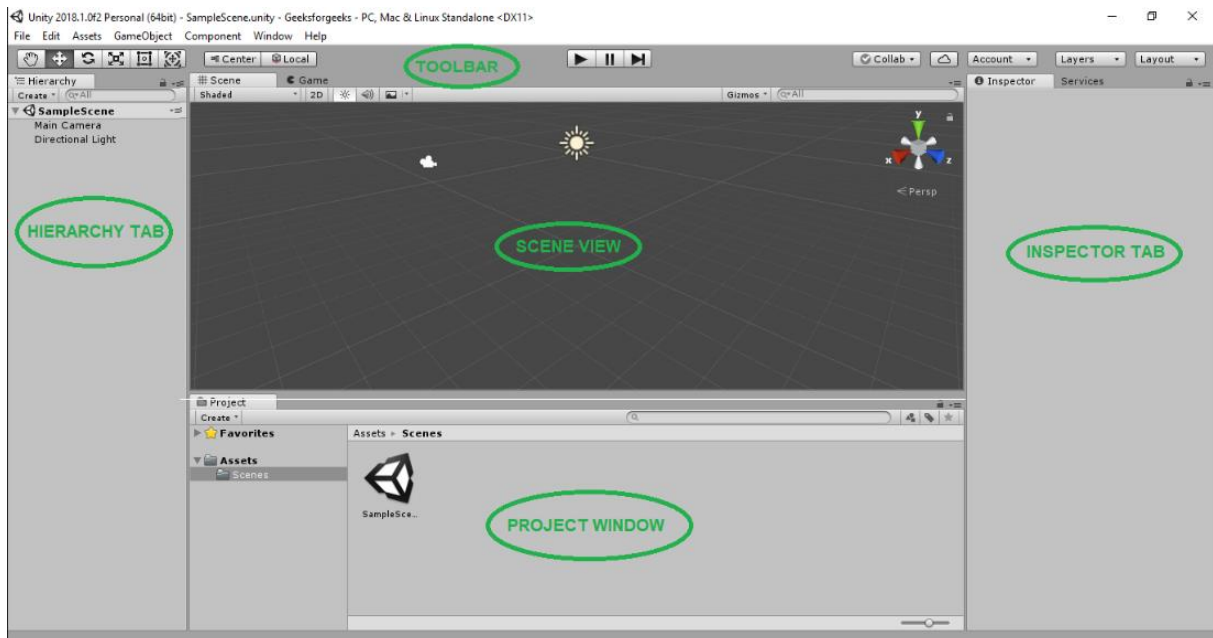 Unity 2018.1.0f2 Personal (64bit) - SampleScene.unity - Geeksforgeeks - PC, Mac & Linux Standalone <DX11>
File Edit Assets GameObject Component Window Help
Center Local TOOLBAR Collab Account Layers Layout
Hierarchy Scene Game Inspector Services
Create All Shaded 2D Gizmos All
SampleScene
Main Camera
Directional Light
y
x z
Persp
HIERARCHY TAB SCENE VIEW INSPECTOR TAB
Project
Create
Favorites Assets Scenes
Assets
Scenes
SampleSce...
PROJECT WINDOW